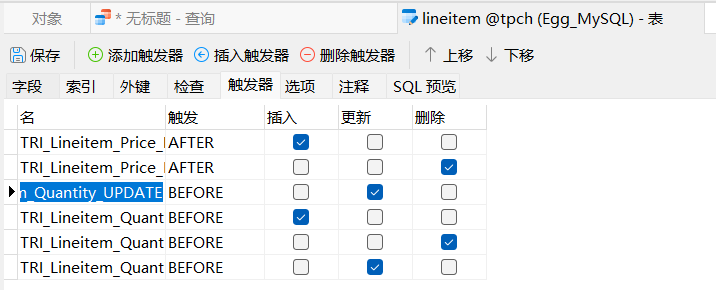 对象 * 无标题 - 查询 lineitem @tpch (Egg_MySQL) - 表
保存 添加触发器 插入触发器 删除触发器 上移 下移
字段 索引 外键 检查 触发器 选项 注释 SQL 预览
名 触发 插入 更新 删除
TRI_Lineitem_Price_ AFTER
TRI_Lineitem_Price_ AFTER
_Quantity_UPDATE BEFORE
TRI_Lineitem_Quant BEFORE
TRI_Lineitem_Quant BEFORE
TRI_Lineitem_Quant BEFORE